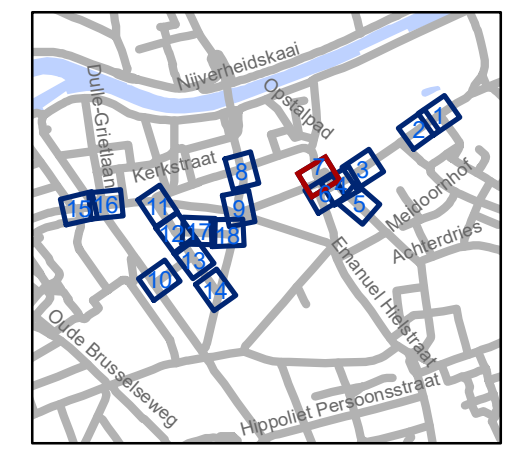 Nijverheidskaai
Opstalpad
Dulle-Grietlaan
Kerkstraat
1
2
3
4
5
6
7
8
9
10
11
12
13
14
15
16
17
18
Meidoornhof
Achterdries
Emanuel Hielstraat
Oude Brusselseweg
Hippoliet Persoonsstraat